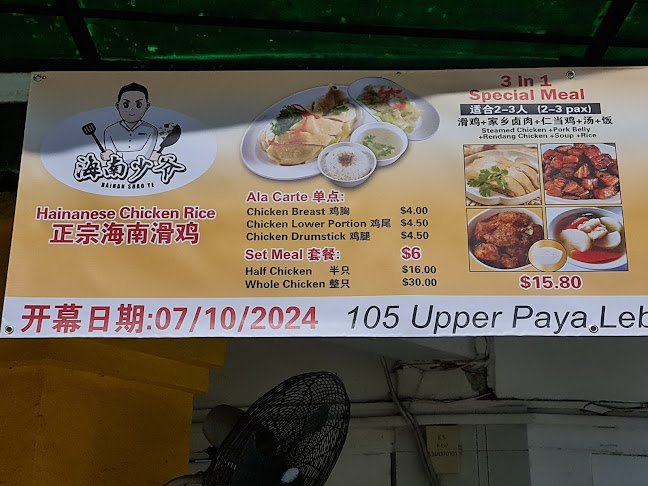 海南少爷
HAINAN SHAO YE
Hainanese Chicken Rice
正宗海南滑鸡
Ala Carte 单点:
Chicken Breast 鸡胸 $4.00
Chicken Lower Portion 鸡尾 $4.50
Chicken Drumstick 鸡腿 $4.50
Set Meal 套餐: $6
Half Chicken 半只 $16.00
Whole Chicken 整只 $30.00
3 In 1
Special Meal
适合2-3人 (2-3 pax)
滑鸡+家乡卤肉+仁当鸡+汤+饭
Steamed Chicken +Pork Belly
+Rendang Chicken +Soup +Rice
$15.80
开幕日期:07/10/2024 105 Upper Paya Leb